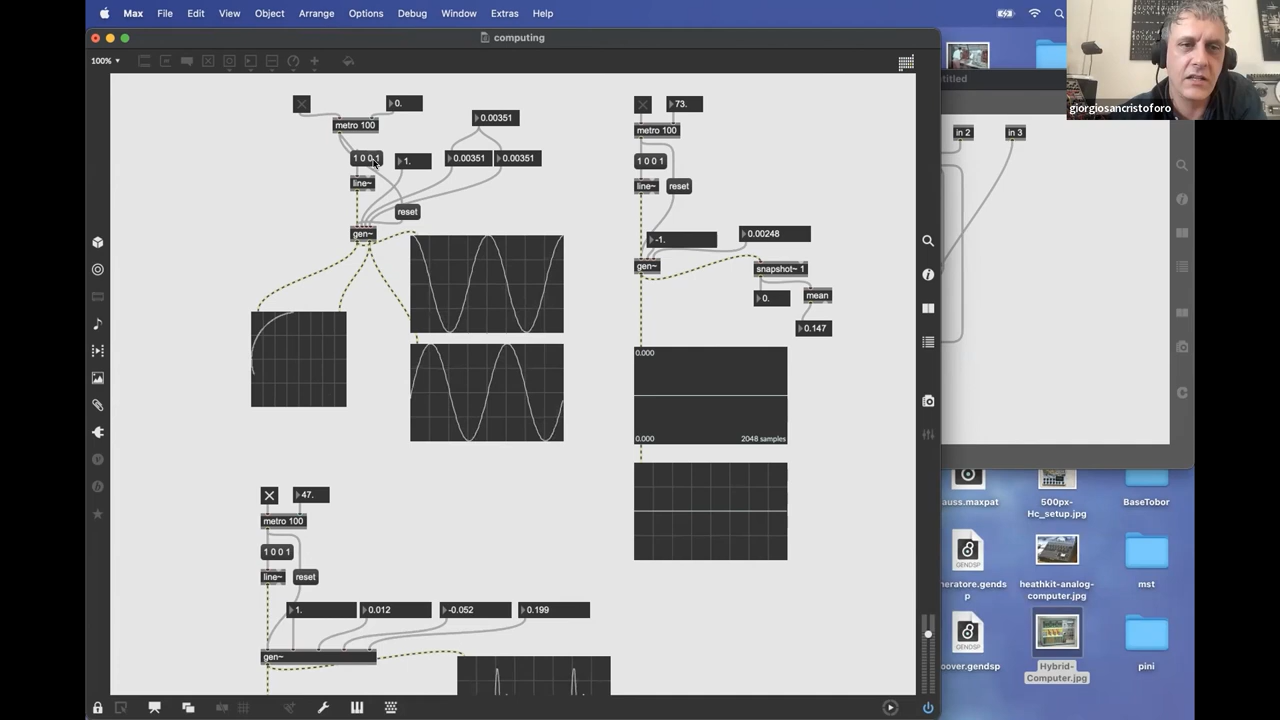 Max File Edit View Object Arrange Options Debug Window Extras Help
computing
100%
giorgiosancristoforo
0.
metro 100
0.00351
1 0 0 1
1.
0.00351
0.00351
line~
reset
gen~
73.
metro 100
1 0 0 1
line~
reset
-1.
0.00248
gen~
snapshot~ 1
0.
mean
0.147
0.000
0.000
2048 samples
47.
metro 100
1 0 0 1
line~
reset
1.
0.012
-0.052
0.199
gen~
in 2
in 3
500px-
Hc_setup.jpg
BaseTobor
GENDSP
heathkit-analog-
computer.jpg
mst
GENDSP
Hybrid-
Computer.jpg
pini